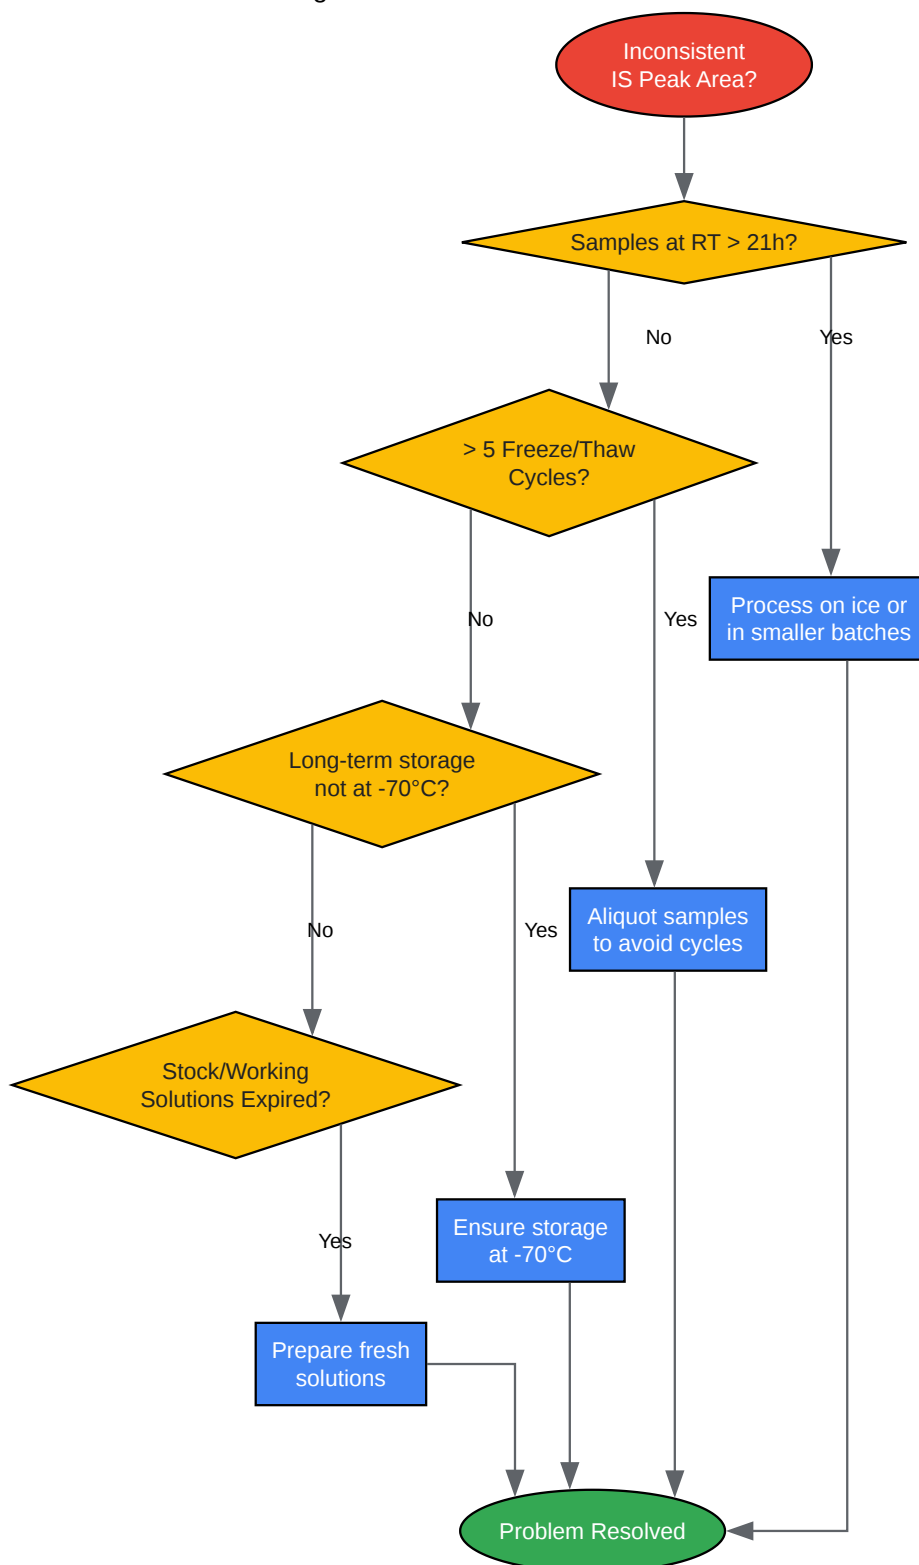 Inconsistent
IS Peak Area?
Samples at RT > 21h?
No
Yes
> 5 Freeze/Thaw
Cycles?
Process on ice or
in smaller batches
No
Yes
Long-term storage
not at -70°C?
Aliquot samples
to avoid cycles
No
Yes
Stock/Working
Solutions Expired?
Ensure storage
at -70°C
Yes
Prepare fresh
solutions
Problem Resolved